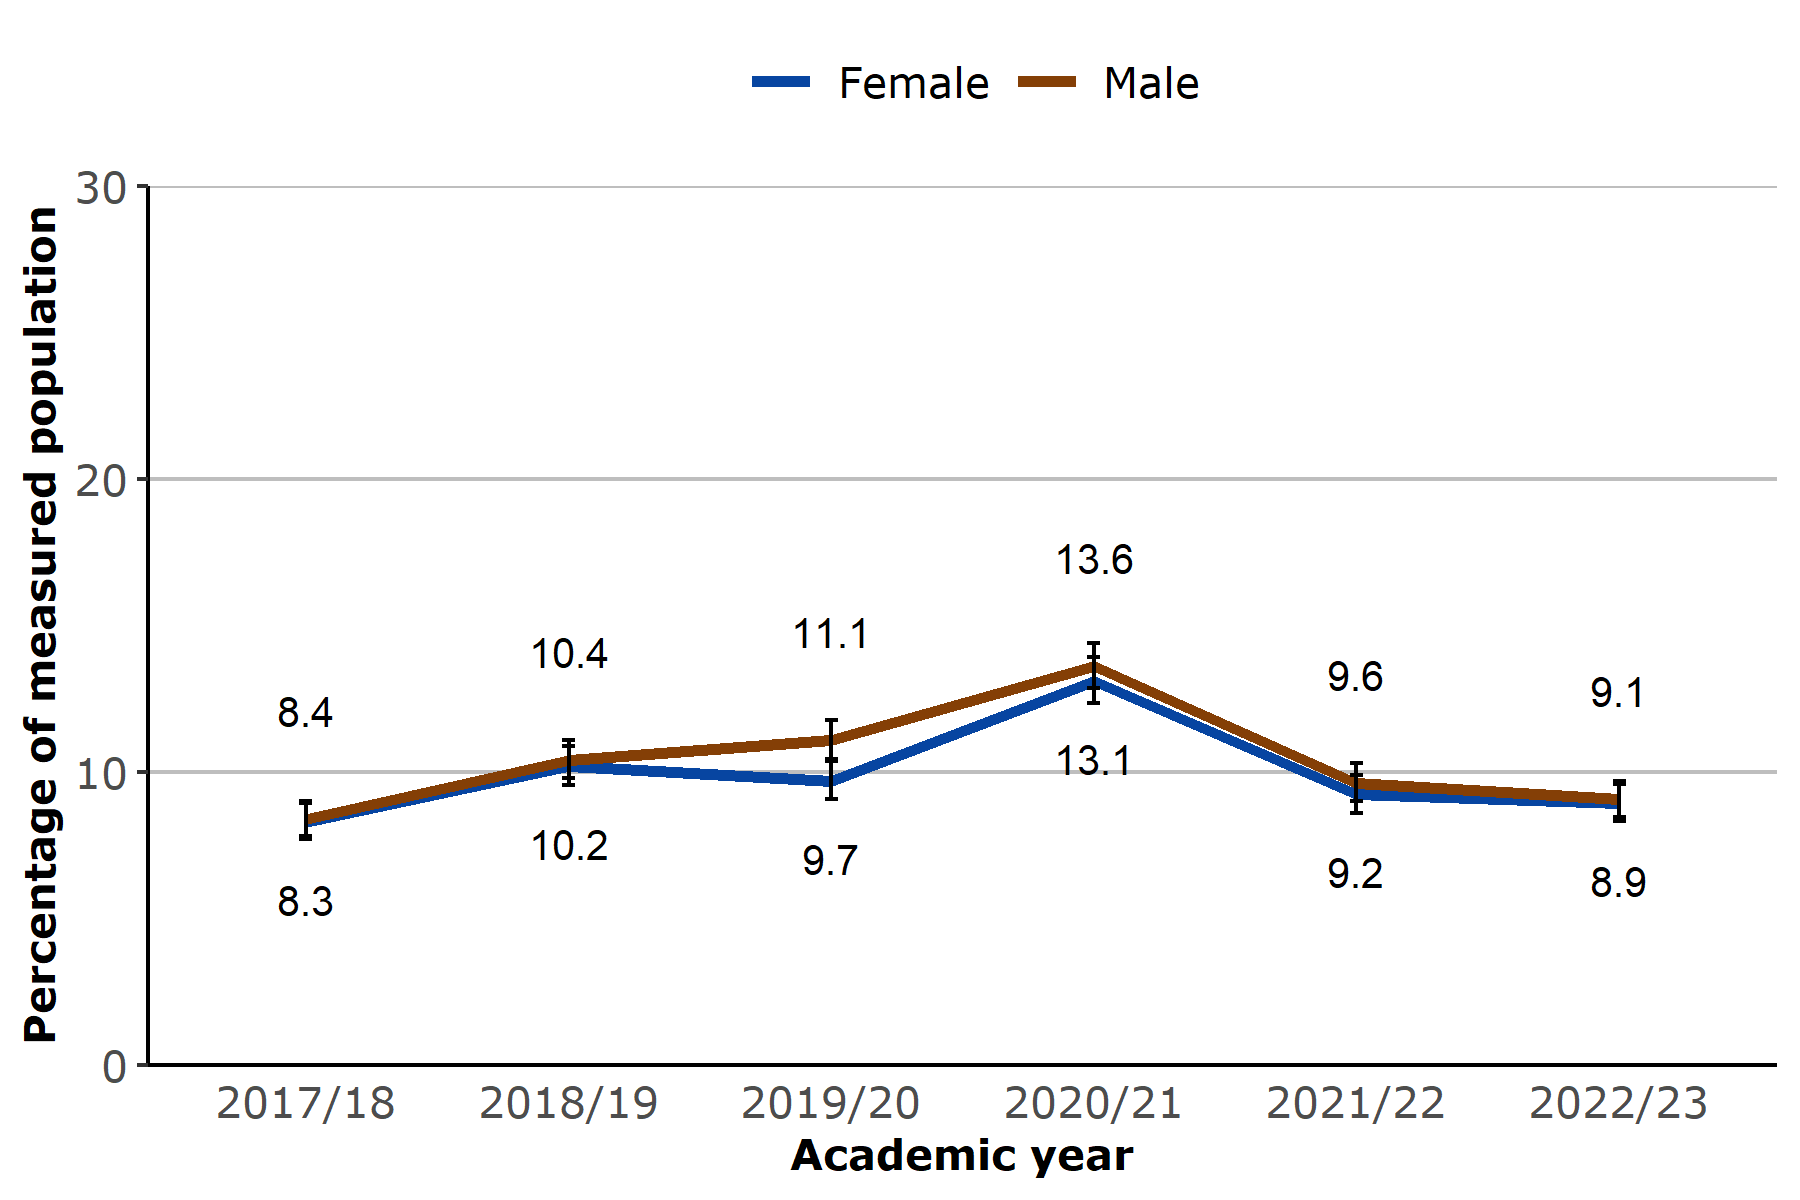 Female Male
Percentage of measured population
30
20
10
0
8.4 10.4 11.1 13.6 9.6 9.1
8.3 10.2 9.7 13.1 9.2 8.9
2017/18 2018/19 2019/20 2020/21 2021/22 2022/23
Academic year